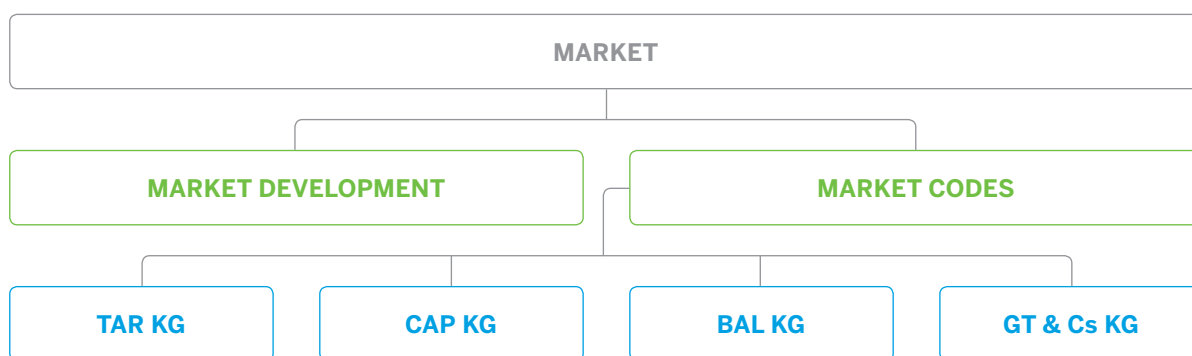 MARKET
MARKET DEVELOPMENT
MARKET CODES
TAR KG
CAP KG
BAL KG
GT & Cs KG